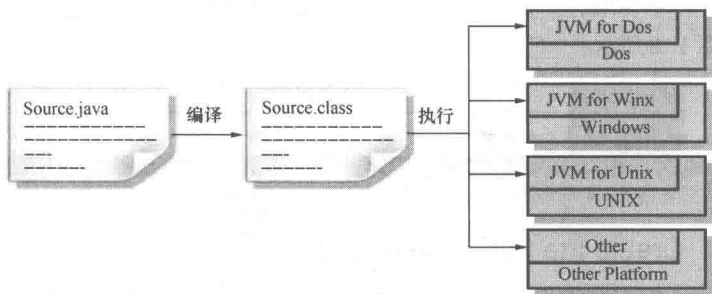 Source.java
编译
Source.class
执行
JVM for Dos
Dos
JVM for Winx
Windows
JVM for Unix
UNIX
Other
Other Platform